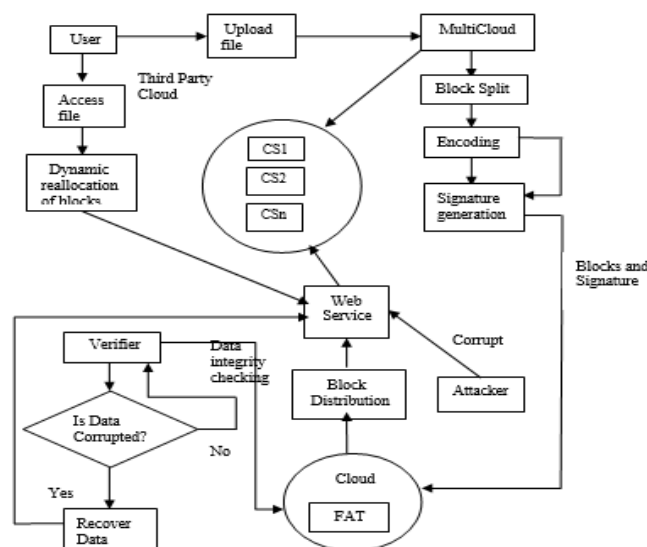 User
Upload
file
MultiCloud
Third Party
Cloud
Block Split
Access
file
Encoding
CS1
CS2
CSn
Dynamic
reallocation
of blocks
Signature
generation
Blocks and
Signature
Web
Service
Verifier
Data
integrity
checking
Corrupt
Block
Distribution
Attacker
Is Data
Corrupted?
No
Cloud
Yes
FAT
Recover
Data